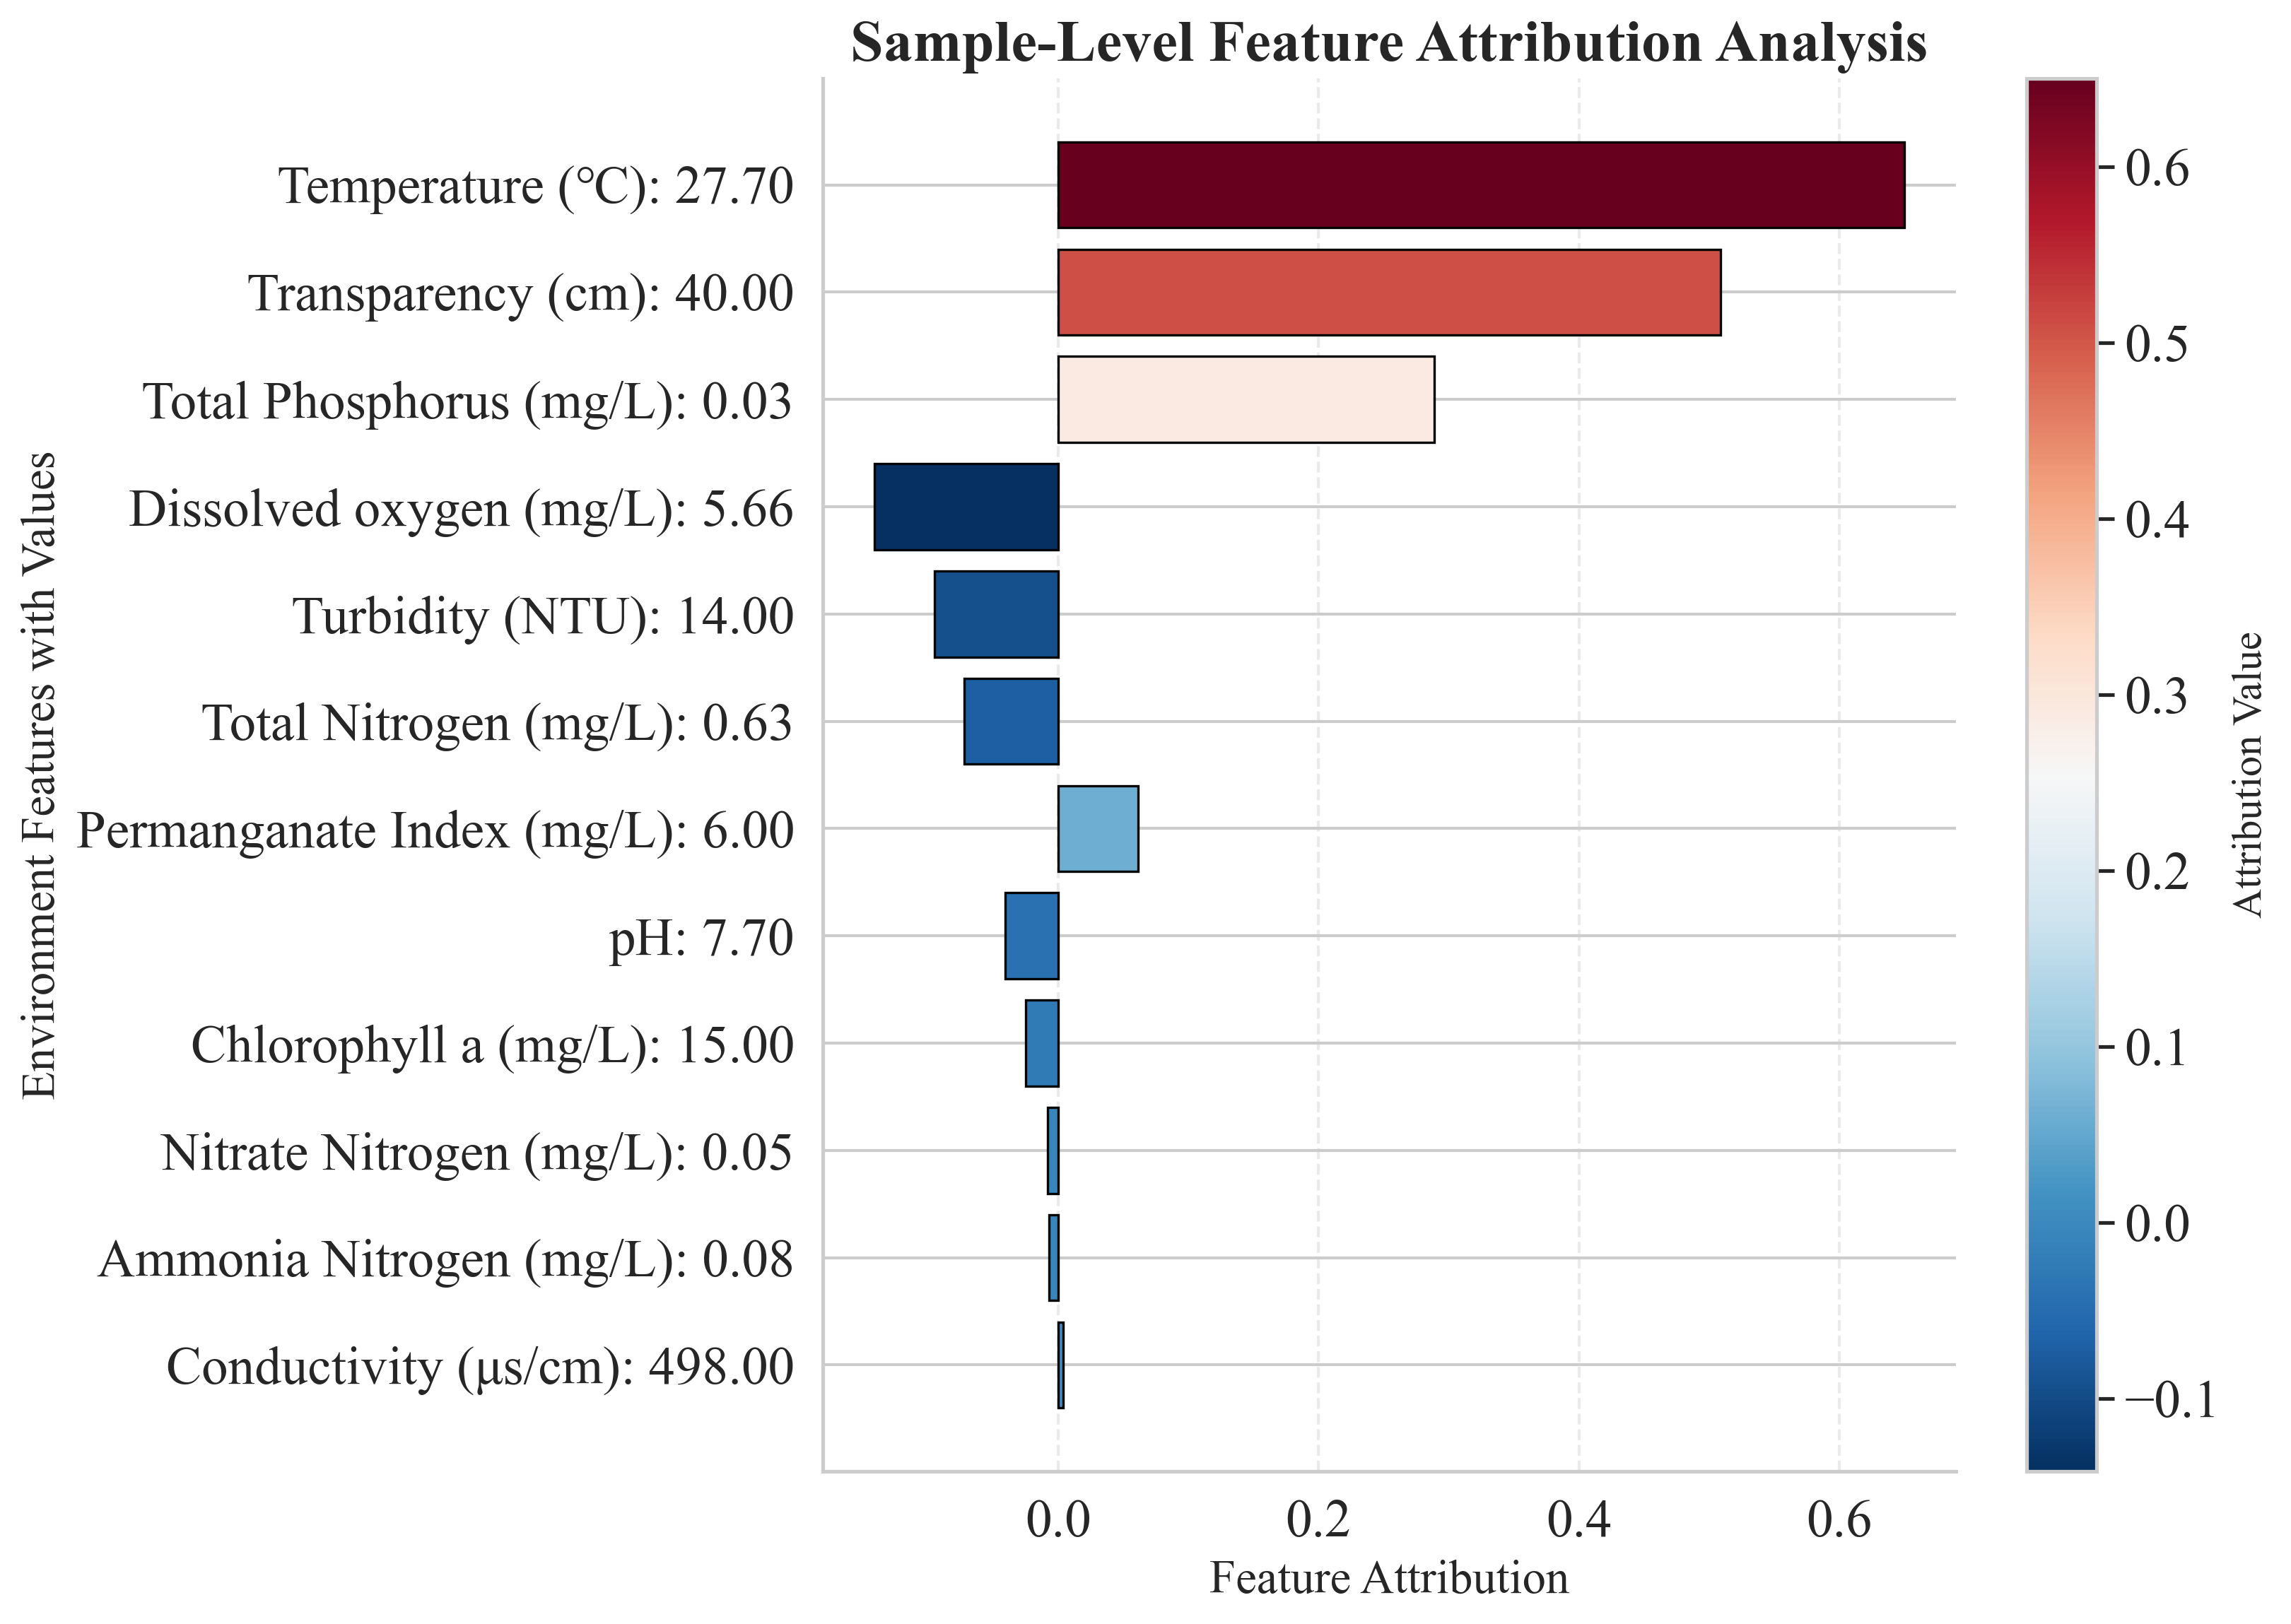 Sample-Level Feature Attribution Analysis
Environment Features with Values
Temperature (℃): 27.70
Transparency (cm): 40.00
Total Phosphorus (mg/L): 0.03
Dissolved oxygen (mg/L): 5.66
Turbidity (NTU): 14.00
Total Nitrogen (mg/L): 0.63
Permanganate Index (mg/L): 6.00
pH: 7.70
Chlorophyll a (mg/L): 15.00
Nitrate Nitrogen (mg/L): 0.05
Ammonia Nitrogen (mg/L): 0.08
Conductivity (μs/cm): 498.00
0.0 0.2 0.4 0.6
Feature Attribution
0.6
0.5
0.4
0.3
0.2
0.1
0.0
−0.1
Attribution Value